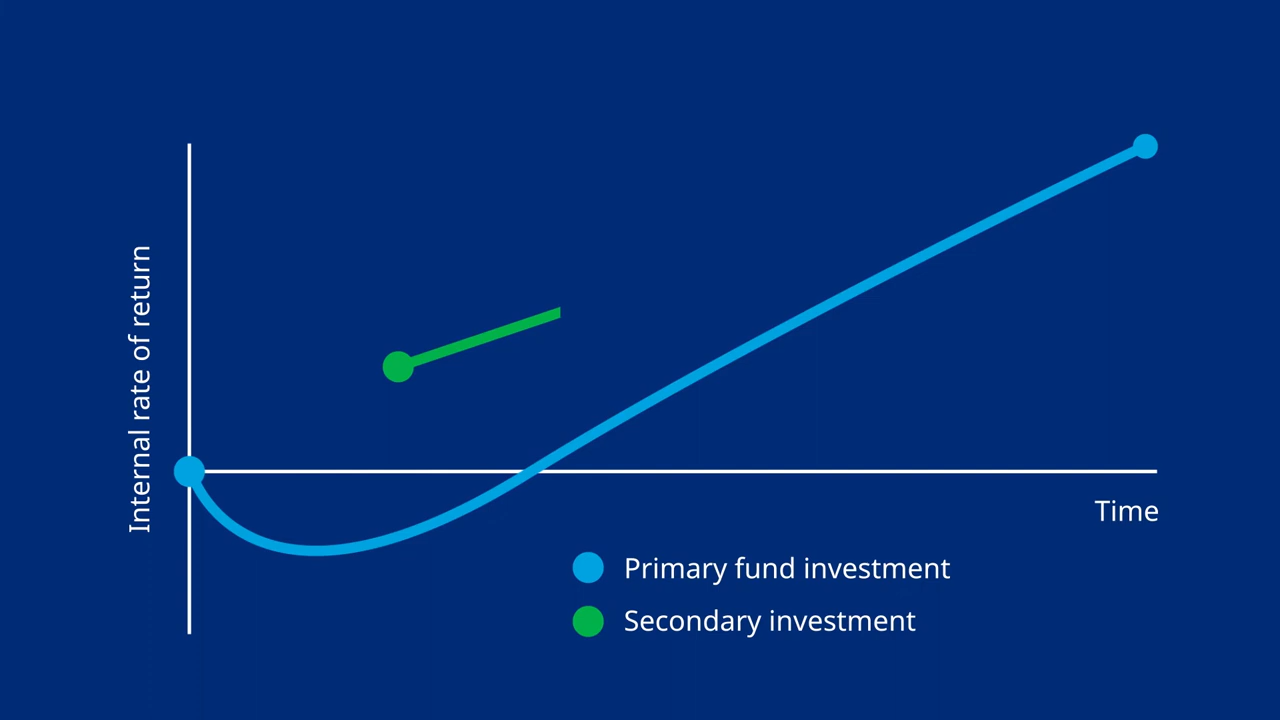 Internal rate of return
Time
Primary fund investment
Secondary investment